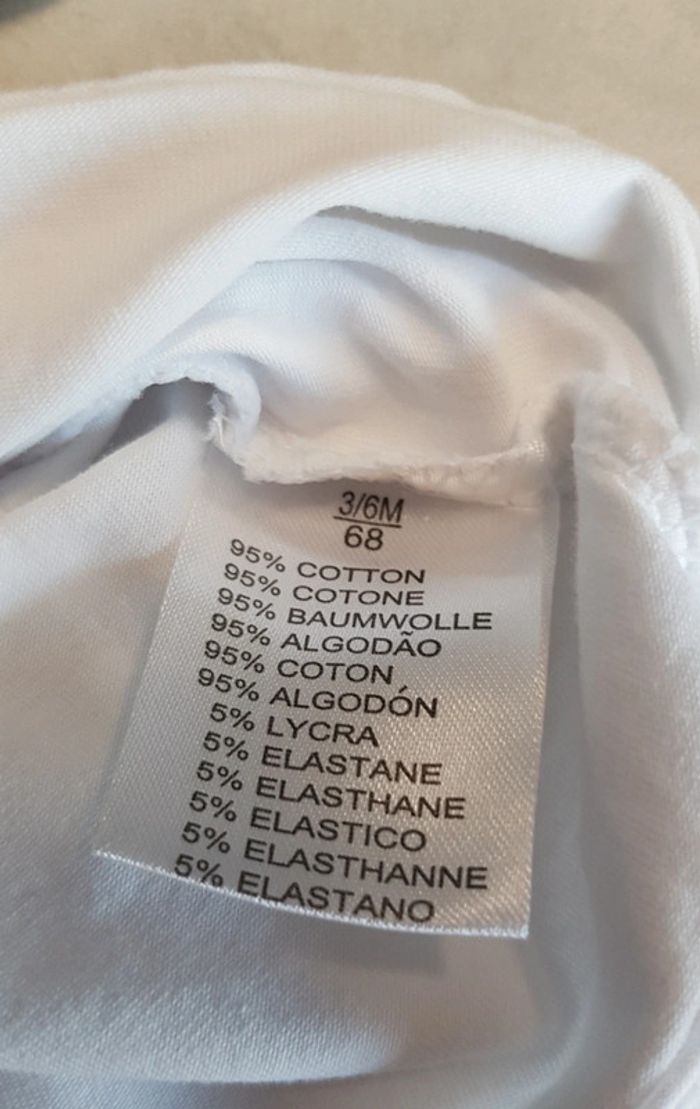 3/6M
68
95% COTTON
95% COTONE
95% BAUMWOLLE
95% ALGODÃO
95% COTON
95% ALGODÓN
5% LYCRA
5% ELASTANE
5% ELASTHANE
5% ELASTICO
5% ELASTHANNE
5% ELASTANO